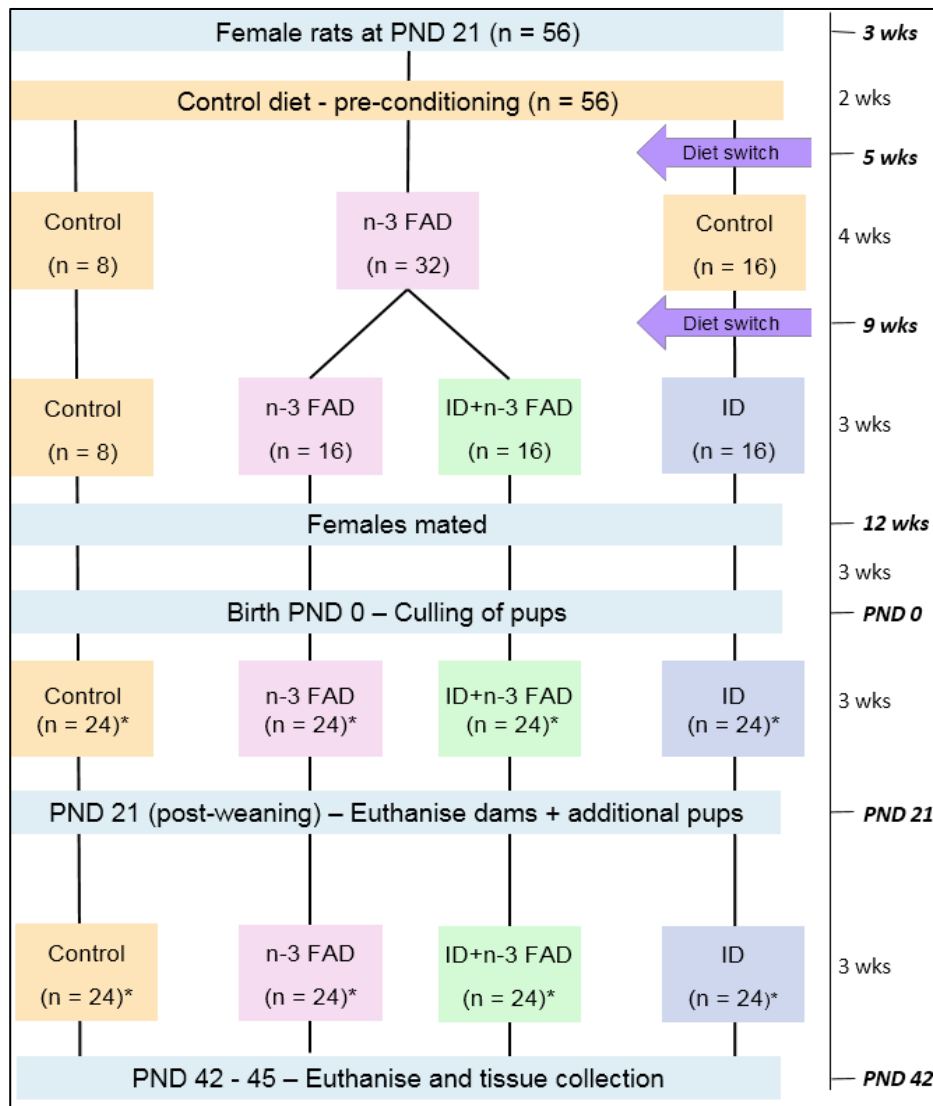 Female rats at PND 21 (n = 56)
3 wks
Control diet - pre-conditioning (n = 56)
2 wks
Diet switch
5 wks
Control
(n = 8)
n-3 FAD
(n = 32)
Control
(n = 16)
4 wks
Diet switch
9 wks
Control
(n = 8)
n-3 FAD
(n = 16)
ID+n-3 FAD
(n = 16)
ID
(n = 16)
3 wks
Females mated
12 wks
3 wks
Birth PND 0 – Culling of pups
PND 0
Control
(n = 24)*
n-3 FAD
(n = 24)*
ID+n-3 FAD
(n = 24)*
ID
(n = 24)*
3 wks
PND 21 (post-weaning) – Euthanise dams + additional pups
PND 21
Control
(n = 24)*
n-3 FAD
(n = 24)*
ID+n-3 FAD
(n = 24)*
ID
(n = 24)*
3 wks
PND 42 - 45 – Euthanise and tissue collection
PND 42